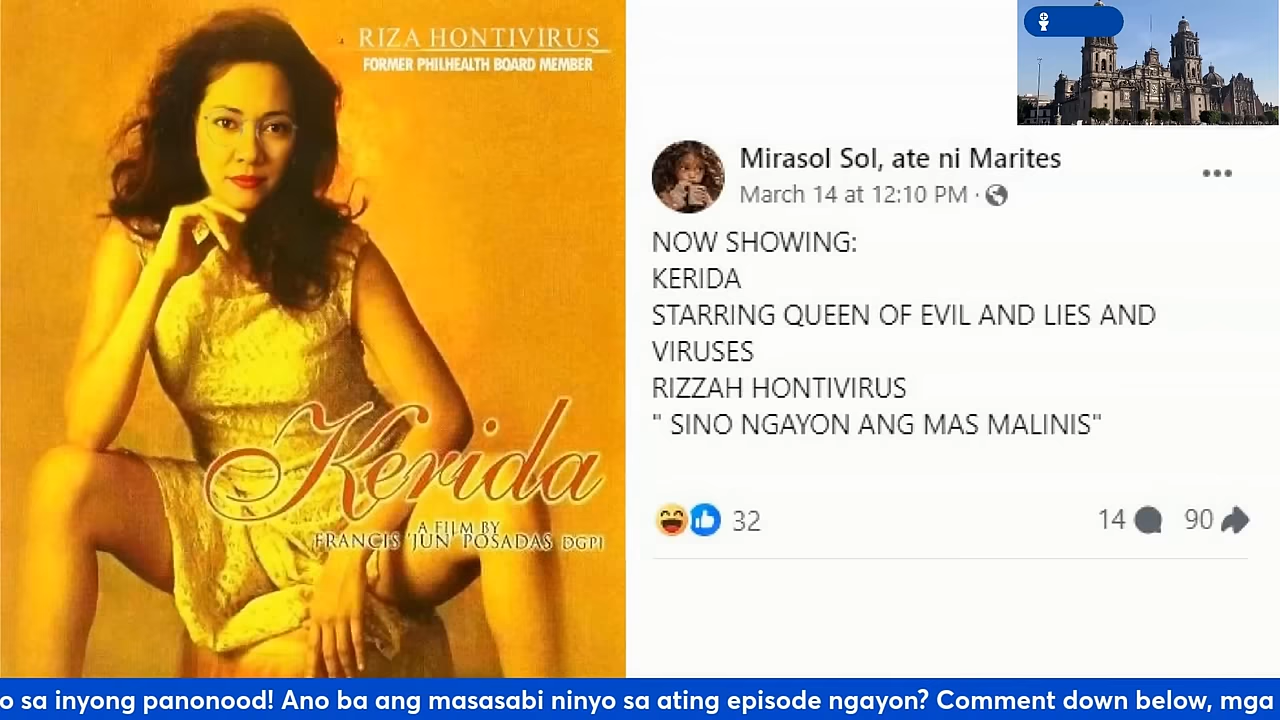 RIZA HONTIVIRUS
FORMER PHILHEALTH BOARD MEMBER
Kerida
A FILM BY
FRANCIS 'JUN' POSADAS DGPI
Mirasol Sol, ate ni Marites
March 14 at 12:10 PM ·
NOW SHOWING:
KERIDA
STARRING QUEEN OF EVIL AND LIES AND
VIRUSES
RIZZAH HONTIVIRUS
" SINO NGAYON ANG MAS MALINIS"
32
14 90
o sa inyong panonood! Ano ba ang masasabi ninyo sa ating episode ngayon? Comment down below, mga